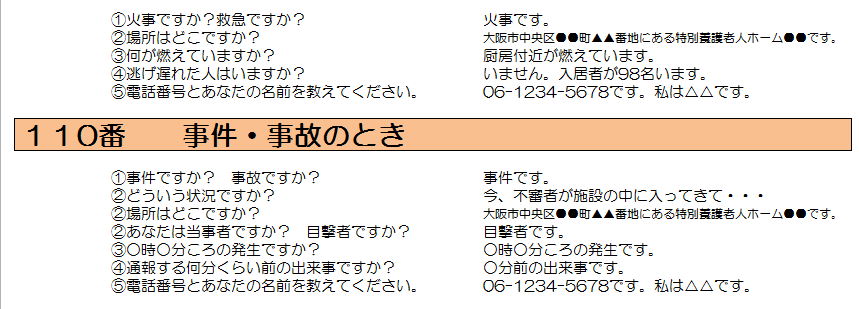 ①火事ですか？救急ですか？　火事です。
②場所はどこですか？　大阪市中央区●●町▲▲番地にある特別養護老人ホーム●●です。
③何が燃えていますか？　厨房付近が燃えています。
④逃げ遅れた人はいますか？　いません。入居者が98名います。
⑤電話番号とあなたの名前を教えてください。　06-1234-5678です。私は△△です。
１１０番　　事件・事故のとき
①事件ですか？　事故ですか？　事件です。
②どういう状況ですか？　今、不審者が施設の中に入ってきて・・・
②場所はどこですか？　大阪市中央区●●町▲▲番地にある特別養護老人ホーム●●です。
②あなたは当事者ですか？　目撃者ですか？　目撃者です。
③〇時〇分ころの発生ですか？　〇時〇分ころの発生です。
④通報する何分くらい前の出来事ですか？　〇分前の出来事です。
⑤電話番号とあなたの名前を教えてください。　06-1234-5678です。私は△△です。